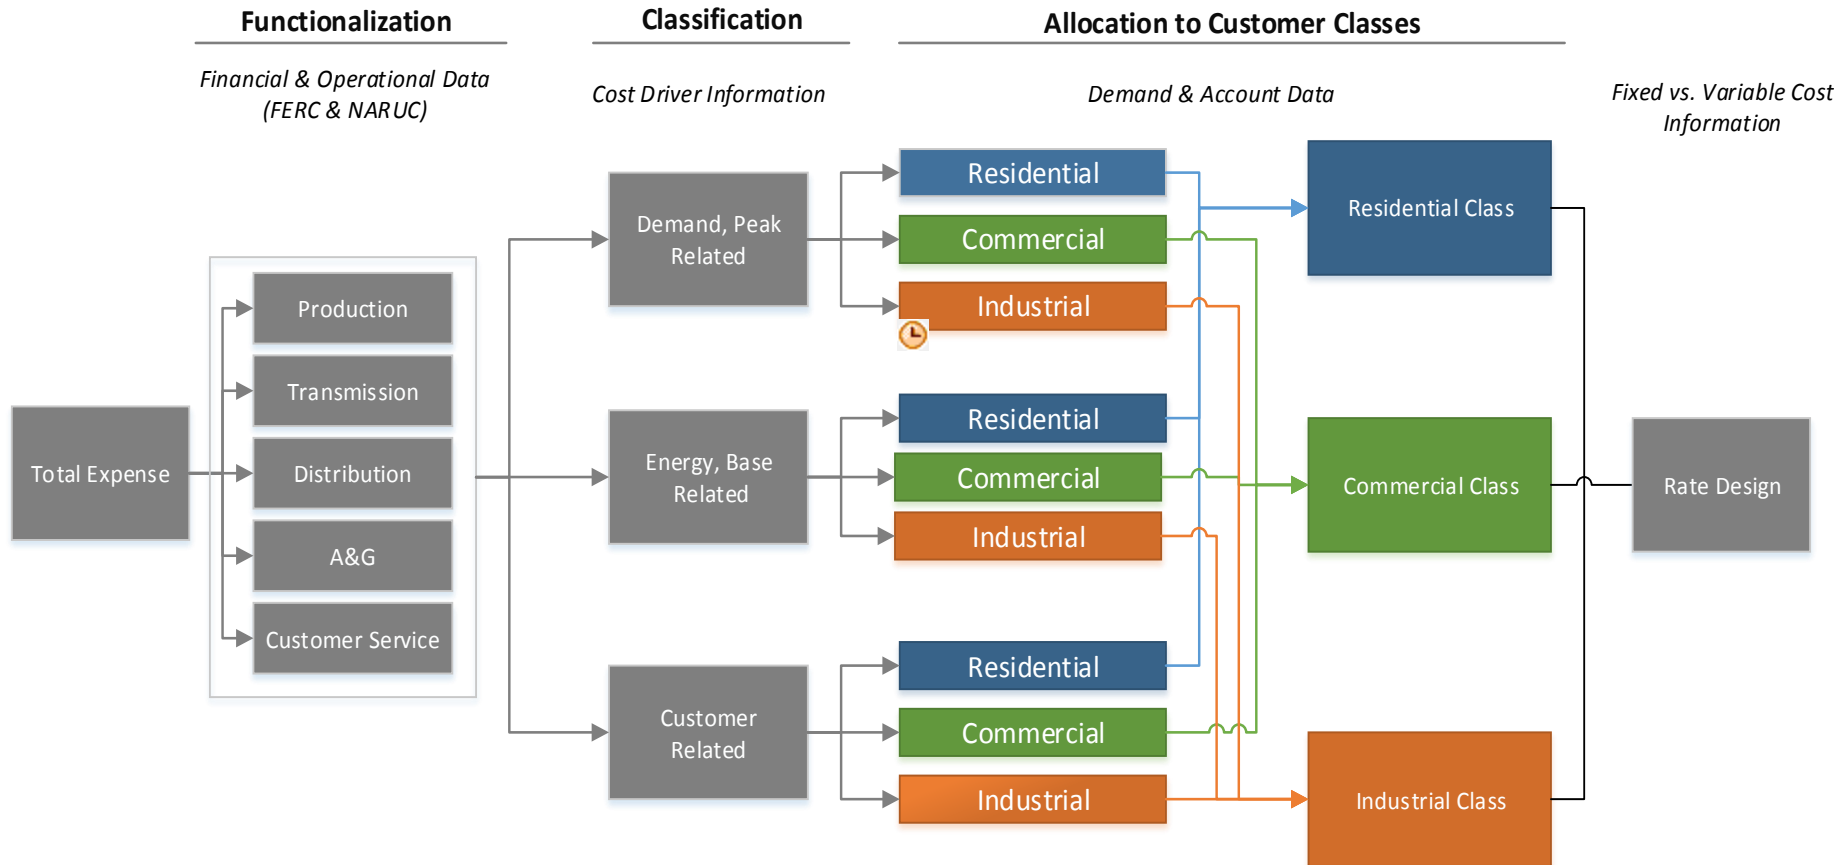 Functionalization
Classification
Allocation to Customer Classes
Financial & Operational Data
(FERC & NARUC)
Cost Driver Information
Demand & Account Data
Fixed vs. Variable Cost
Information
Total Expense
Production
Transmission
Distribution
A&G
Customer Service
Demand, Peak
Related
Energy, Base
Related
Customer
Related
Residential
Commercial
Industrial
Residential
Commercial
Industrial
Residential
Commercial
Industrial
Residential Class
Commercial Class
Industrial Class
Rate Design